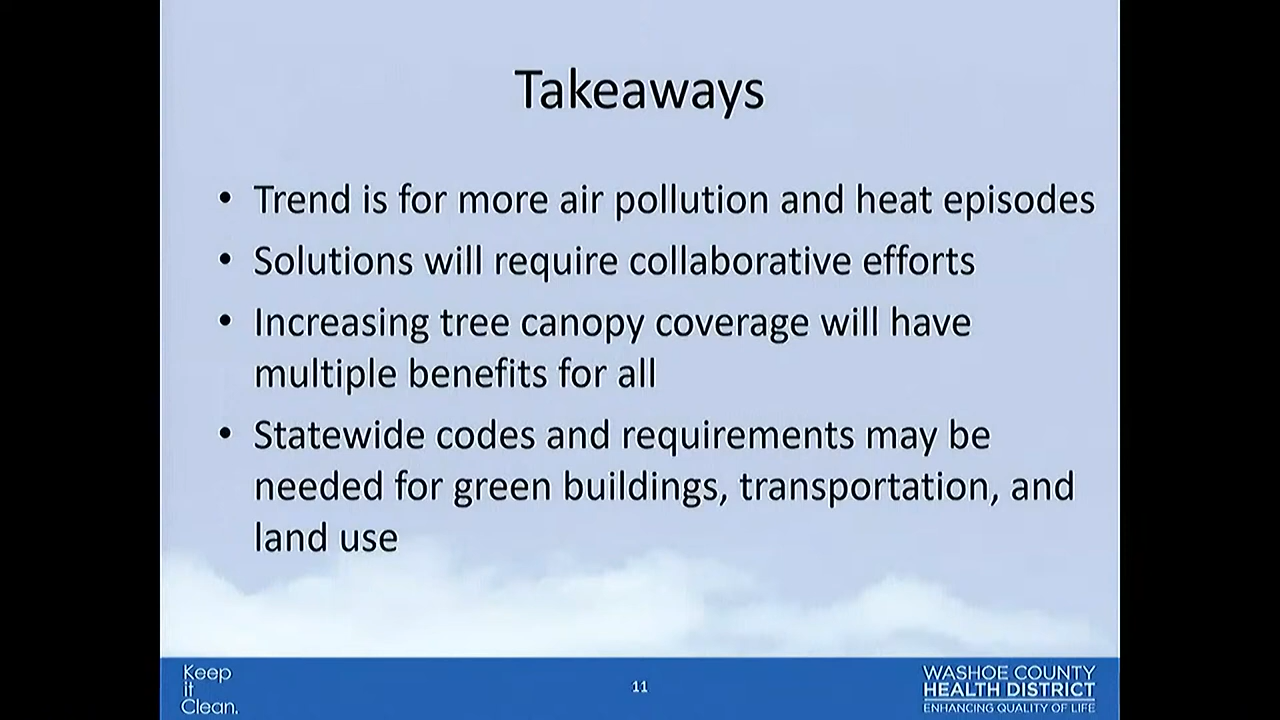 Takeaways
• Trend is for more air pollution and heat episodes
• Solutions will require collaborative efforts
• Increasing tree canopy coverage will have
multiple benefits for all
• Statewide codes and requirements may be
needed for green buildings, transportation, and
land use
Keep
it
Clean.
11
WASHOE COUNTY
HEALTH DISTRICT
ENHANCING QUALITY OF LIFE